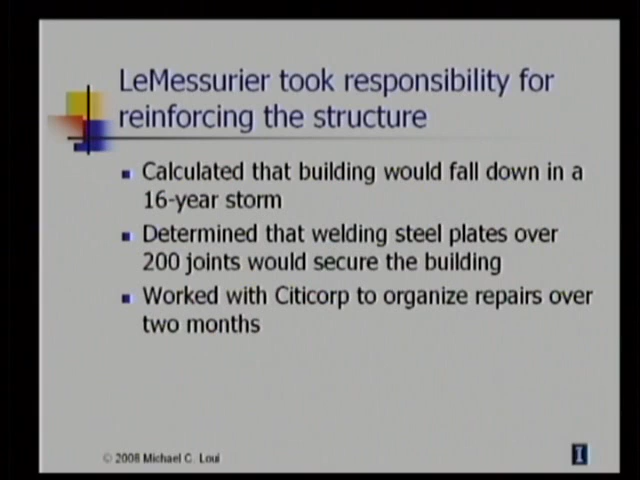 LeMessurier took responsibility for
reinforcing the structure
Calculated that building would fall down in a
16-year storm
Determined that welding steel plates over
200 joints would secure the building
Worked with Citicorp to organize repairs over
two months
© 2008 Michael C. Loui
I